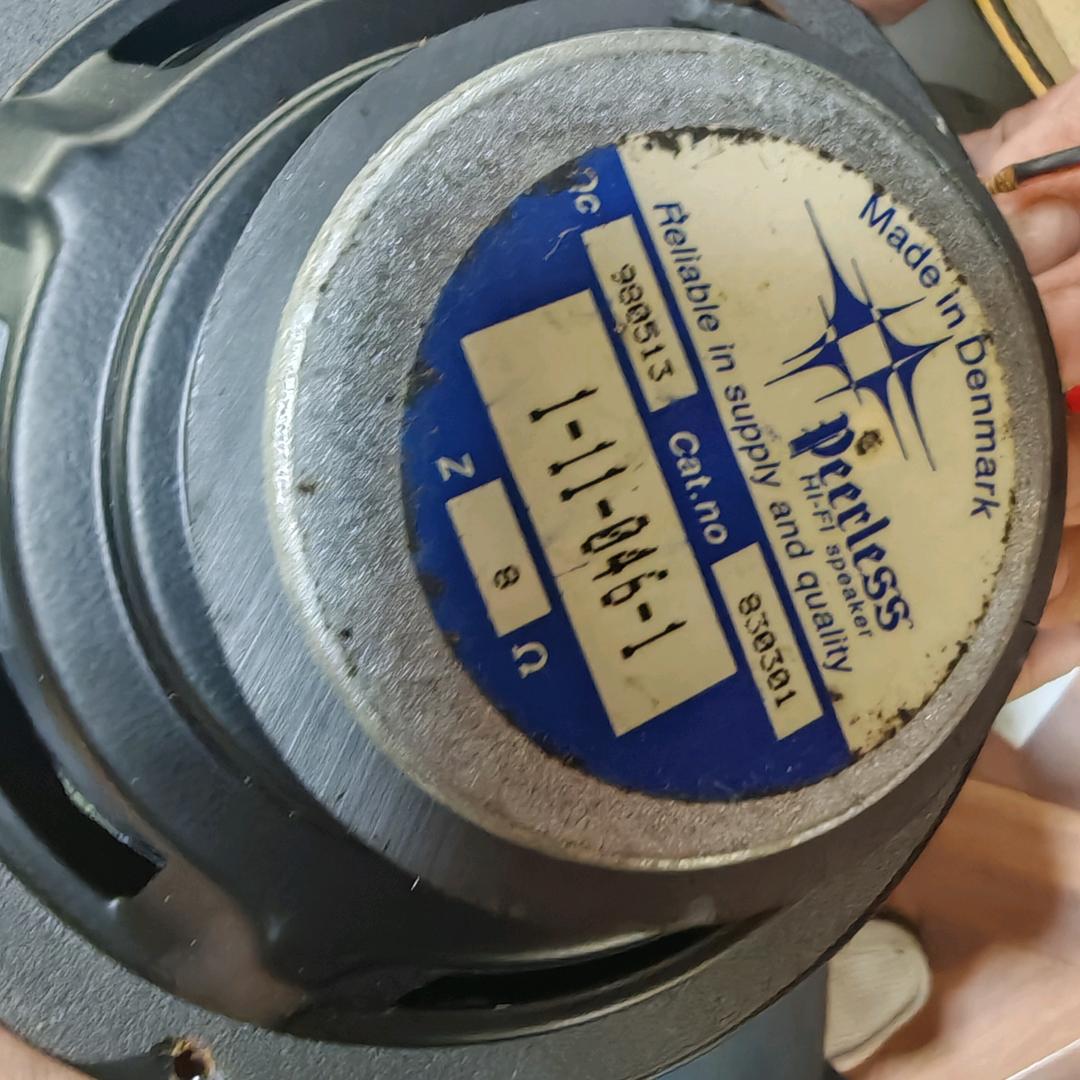 Made in Denmark
Peerless
HI-FI speaker
Reliable in supply and quality
980513 Cat.no 830301
1-11-046-1
Z 8 Ω